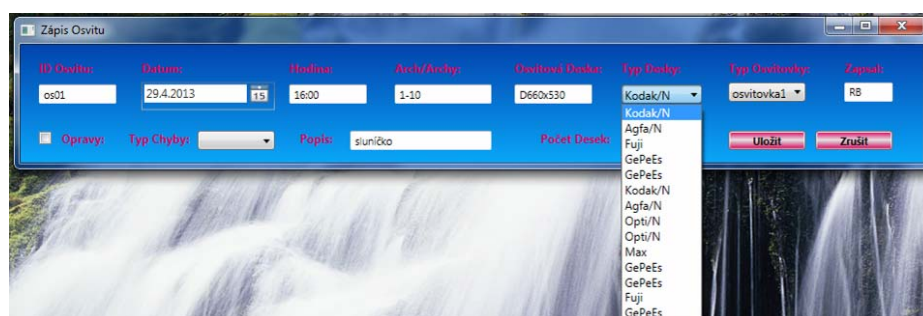 Zápis Osvitu
ID Osvitu: Datum: Hodina: Arch/Archy: Osvitová Deska: Typ Desky: Typ Osvitovky: Zapsal:
os01 29.4.2013 15 16:00 1-10 D660x530 Kodak/N osvitovka1 RB
Opravy: Typ Chyby: Popis: sluníčko Počet Desek: Uložit Zrušit
Kodak/N
Agfa/N
Fuji
GePeEs
GePeEs
Kodak/N
Agfa/N
Opti/N
Opti/N
Max
GePeEs
GePeEs
Fuji
GePeEs